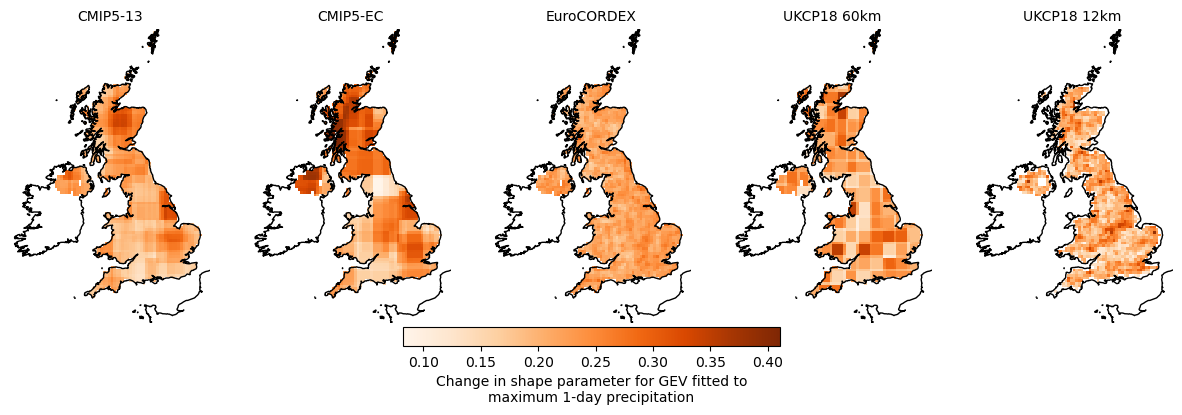 CMIP5-13
CMIP5-EC
EuroCORDEX
UKCP18 60km
UKCP18 12km
0.10
0.15
0.20
0.25
0.30
0.35
0.40
Change in shape parameter for GEV fitted to
maximum 1-day precipitation